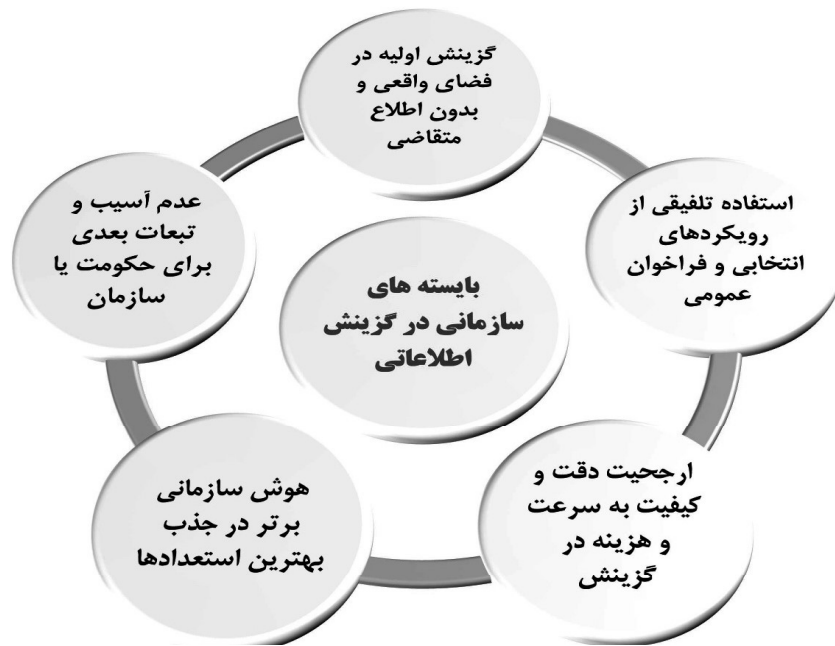 گزینش اولیه در
فضای واقعی و
بدون اطلاع
متقاضی
استفاده تلفیقی از
رویکردهای
انتخابی و فراخوان
عمومی
ارجحیت دقت و
کیفیت به سرعت
و هزینه در
گزینش
هوش سازمانی
برتر در جذب
بهترین استعدادها
عدم آسیب و
تبعات بعدی
برای حکومت یا
سازمان
بایسته های
سازمانی در گزینش
اطلاعاتی